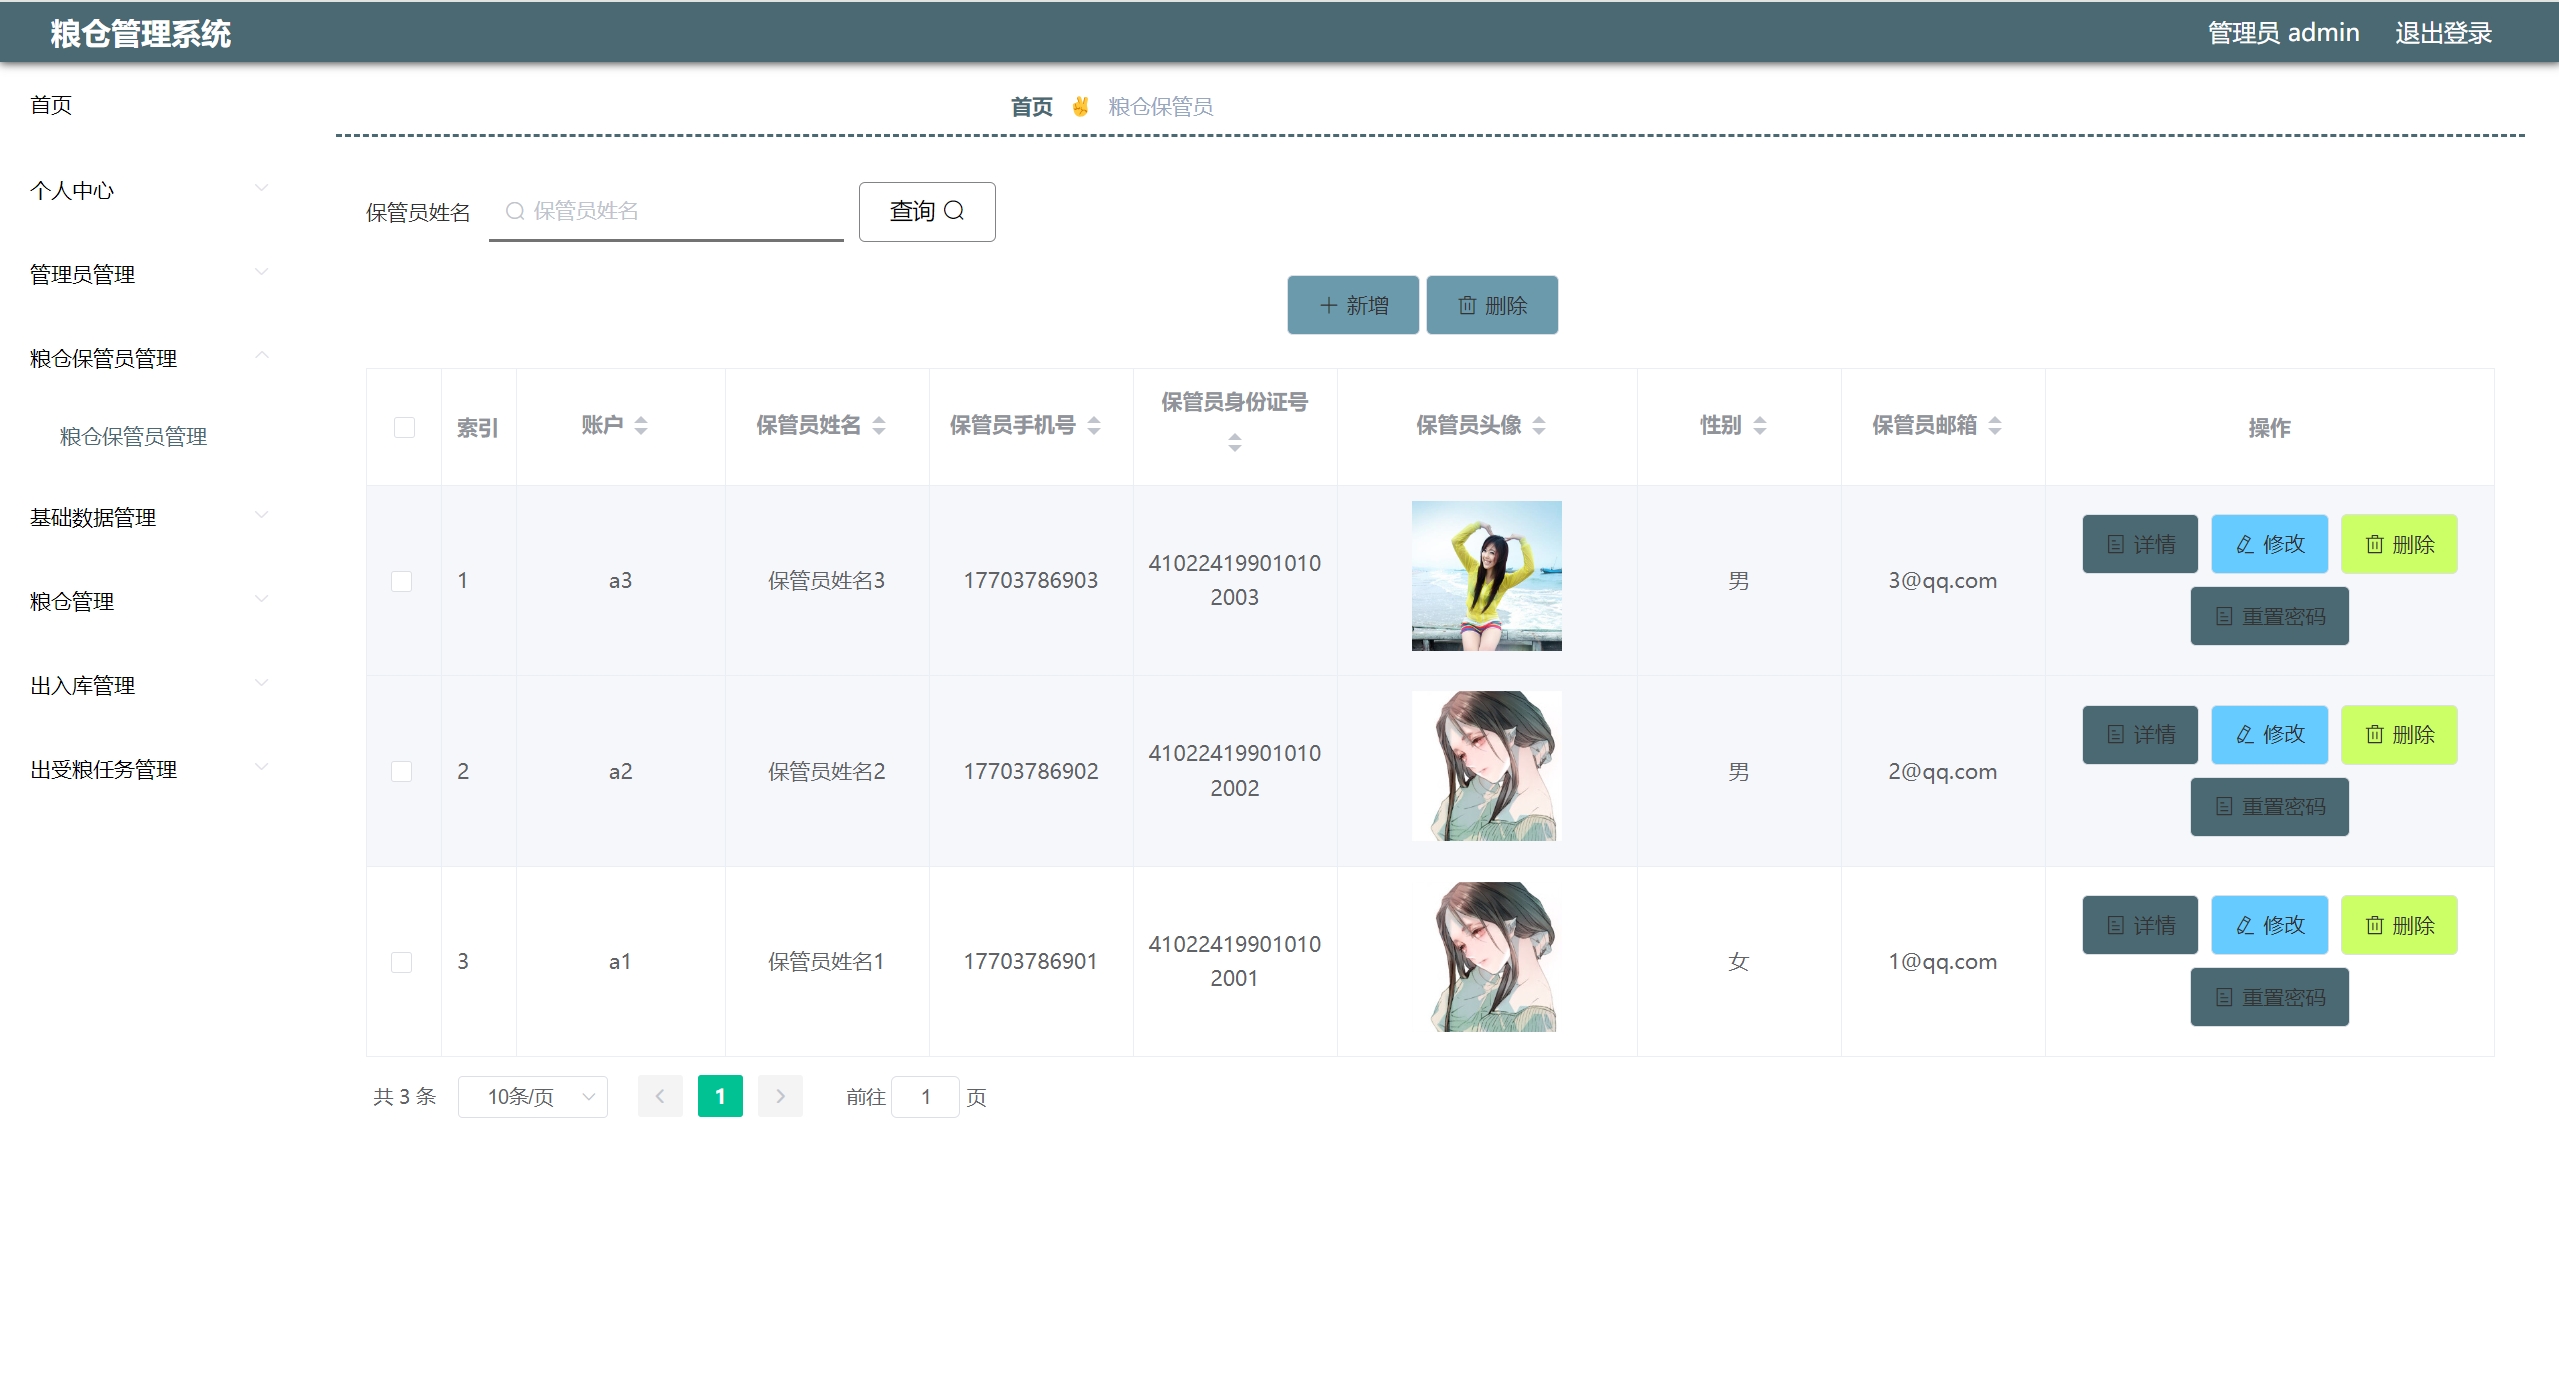 粮仓管理系统
管理员 admin 退出登录
首页
个人中心
管理员管理
粮仓保管员管理
粮仓保管员管理
基础数据管理
粮仓管理
出入库管理
出受粮任务管理
首页 ✌ 粮仓保管员
保管员姓名 保管员姓名 查询
新增 删除
索引 账户 保管员姓名 保管员手机号 保管员身份证号 保管员头像 性别 保管员邮箱 操作
1 a3 保管员姓名3 17703786903 41022419901010 男 3@qq.com 详情 修改 删除
2003 重置密码
2 a2 保管员姓名2 17703786902 41022419901010 男 2@qq.com 详情 修改 删除
2002 重置密码
3 a1 保管员姓名1 17703786901 41022419901010 女 1@qq.com 详情 修改 删除
2001 重置密码
共 3 条 10条/页 1 前往 1 页